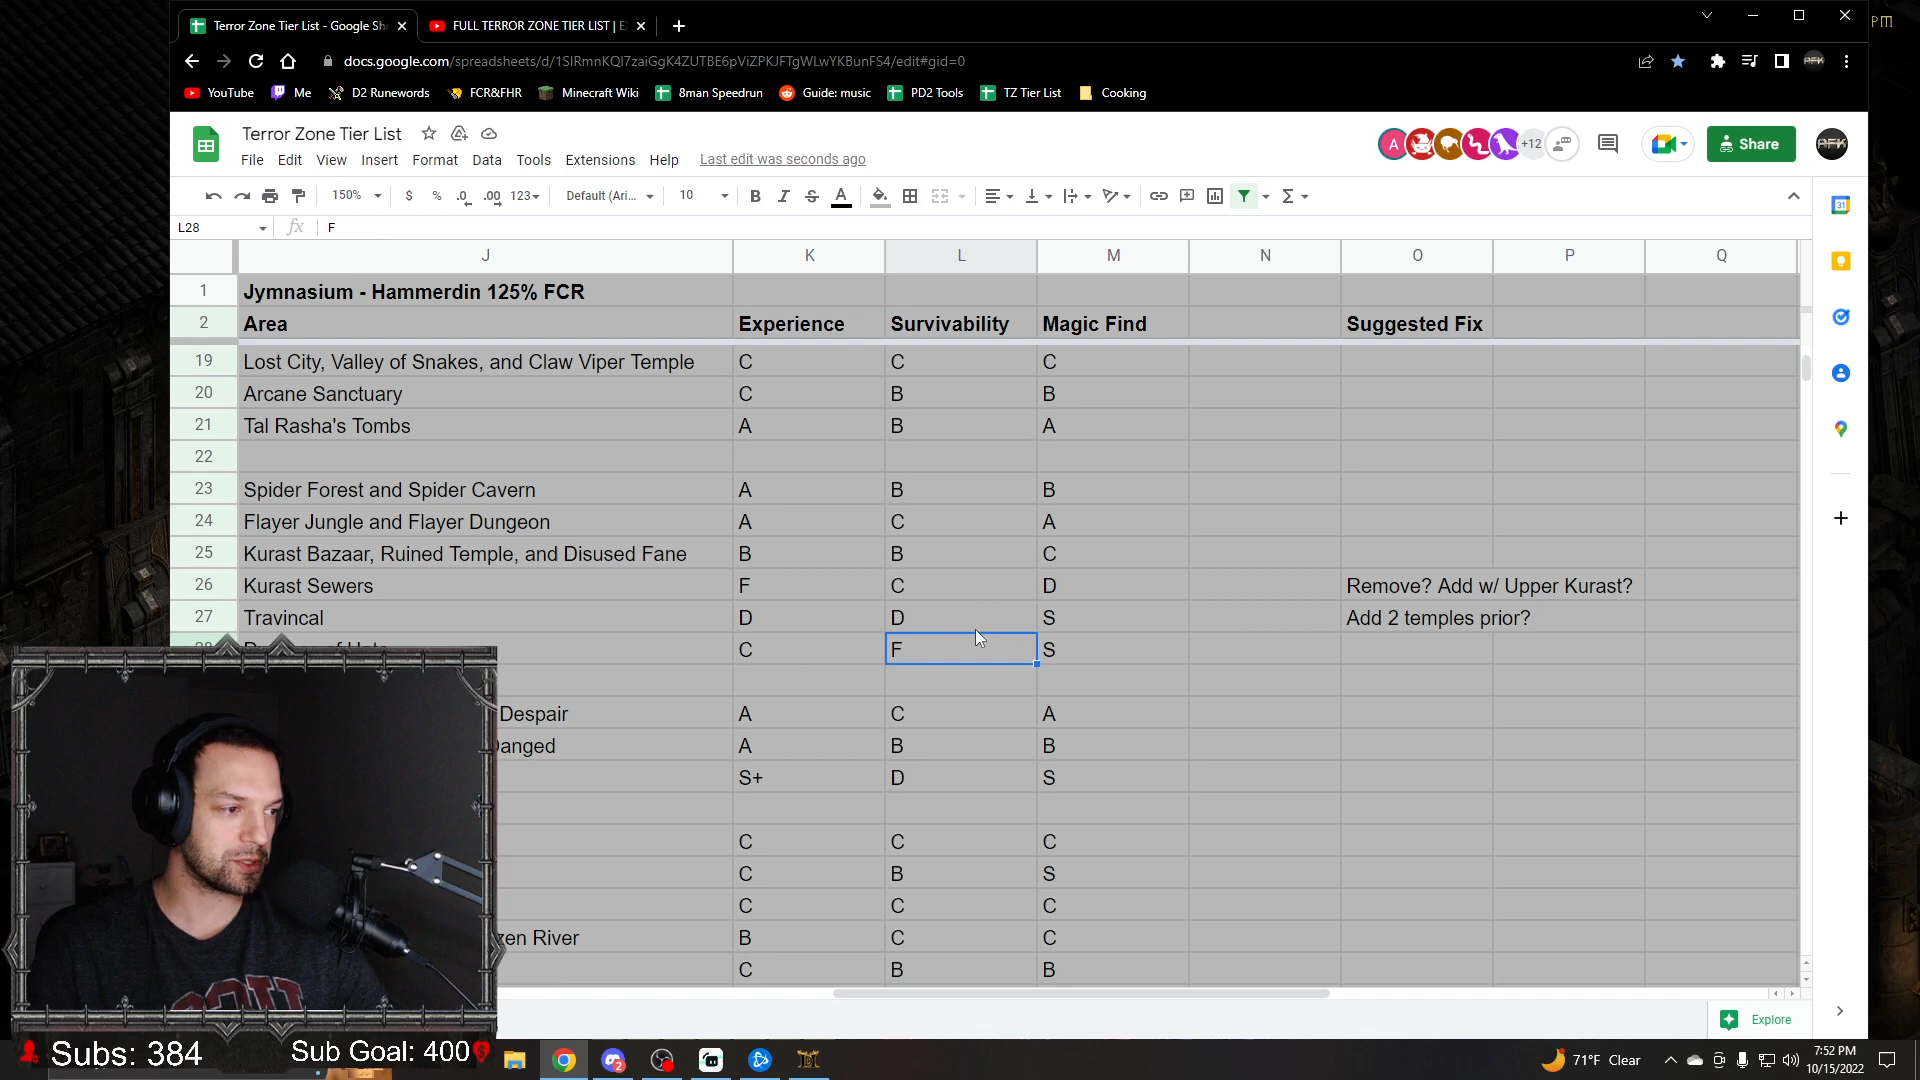 Terror Zone Tier List - Google She
FULL TERROR ZONE TIER LIST | E
PM
docs.google.com/spreadsheets/d/1SIRmnKQl7zaiGgK4ZUTBE6pViZPKJFTgWLwYKBunFS4/edit#gid=0
YouTube Me D2 Runewords FCR&FHR Minecraft Wiki 8man Speedrun Guide: music PD2 Tools TZ Tier List Cooking
Terror Zone Tier List
+12
Share
File Edit View Insert Format Data Tools Extensions Help Last edit was seconds ago
150% $ % .0 .00 123 Default (Ari... 10 B I S A
L28 fx F
J K L M N O P Q
1 Jymnasium - Hammerdin 125% FCR
2 Area Experience Survivability Magic Find Suggested Fix
19 Lost City, Valley of Snakes, and Claw Viper Temple C C C
20 Arcane Sanctuary C B B
21 Tal Rasha's Tombs A B A
22
23 Spider Forest and Spider Cavern A B B
24 Flayer Jungle and Flayer Dungeon A C A
25 Kurast Bazaar, Ruined Temple, and Disused Fane B B C
26 Kurast Sewers F C D Remove? Add w/ Upper Kurast?
27 Travincal D D S Add 2 temples prior?
C F S
Despair A C A
Danged A B B
S+ D S
C C C
C B S
C C C
zen River B C C
C B B
Explore
Subs: 384 Sub Goal: 400
71°F Clear
7:52 PM
10/15/2022